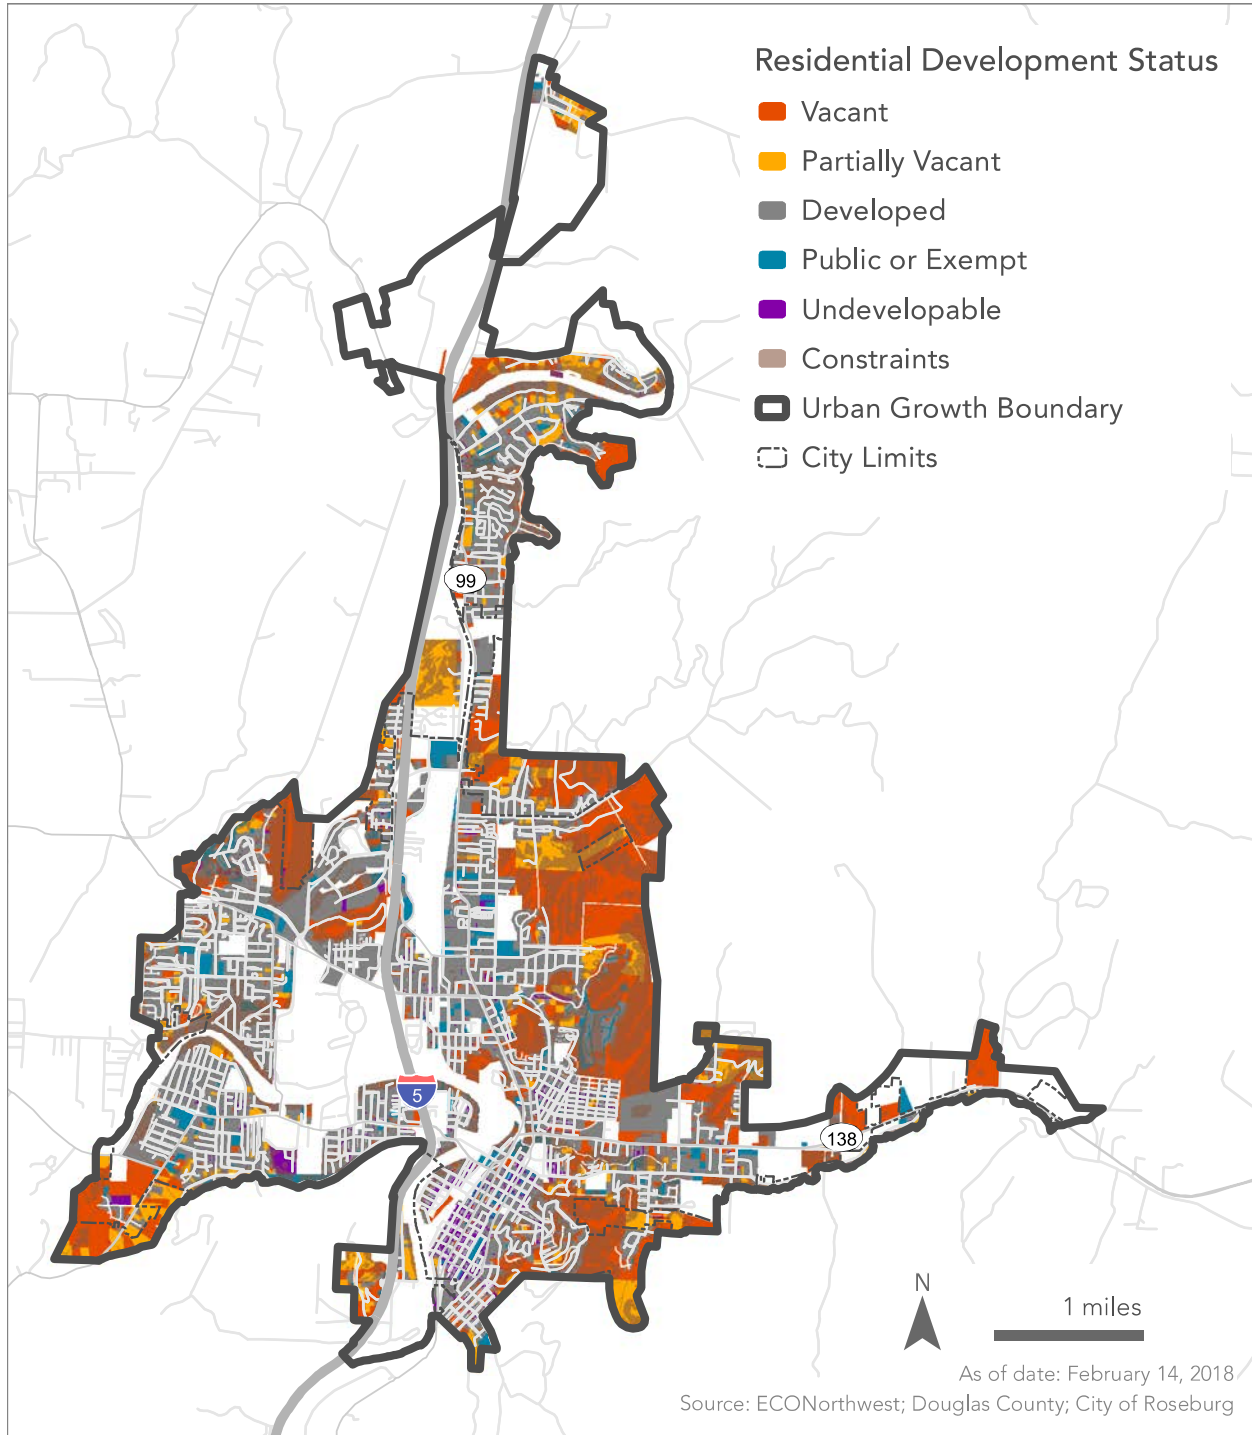 Residential Development Status
Vacant
Partially Vacant
Developed
Public or Exempt
Undevelopable
Constraints
Urban Growth Boundary
City Limits
99
5
138
N
1 miles
As of date: February 14, 2018
Source: ECONorthwest; Douglas County; City of Roseburg